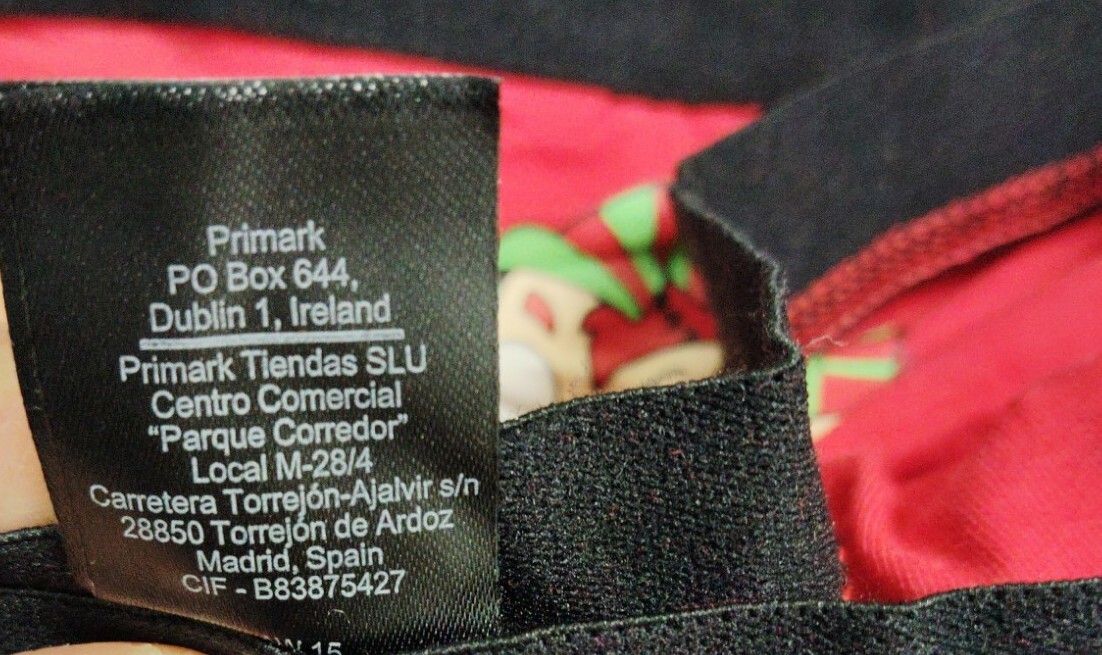 Primark
PO Box 644,
Dublin 1, Ireland
Primark Tiendas SLU
Centro Comercial
“Parque Corredor”
Local M-28/4
Carretera Torrejón-Ajalvir s/n
28850 Torrejón de Ardoz
Madrid, Spain
CIF - B83875427
15